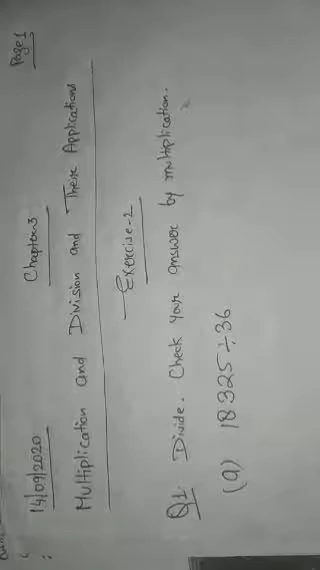 14/09/2020 Chapter 3 Page 1
Multiplication and Division and Their Applications
Exercise-2
Q1. Divide. Check your answer by multiplication.
(a) 18325÷36